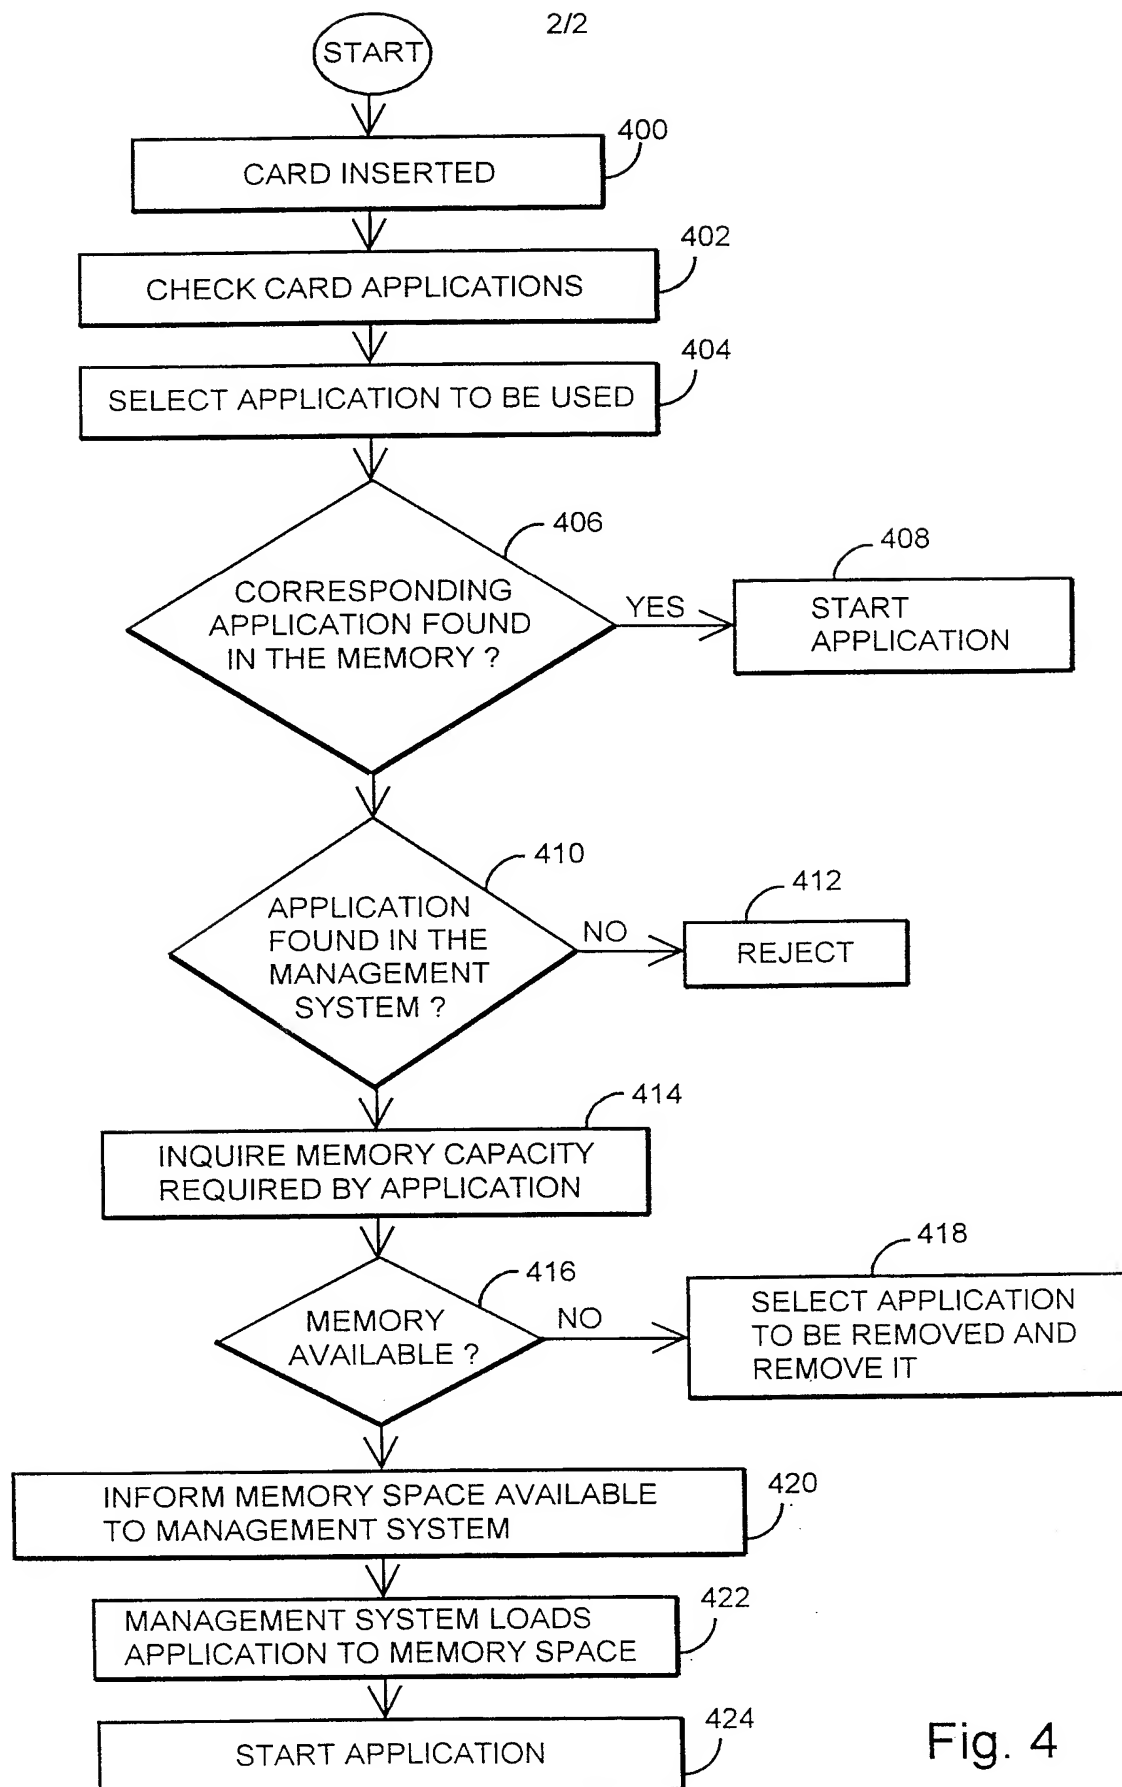 2/2
START
400
CARD INSERTED
402
CHECK CARD APPLICATIONS
404
SELECT APPLICATION TO BE USED
406
CORRESPONDING
APPLICATION FOUND
IN THE MEMORY ?
YES
408
START
APPLICATION
410
APPLICATION
FOUND IN THE
MANAGEMENT
SYSTEM ?
NO
412
REJECT
414
INQUIRE MEMORY CAPACITY
REQUIRED BY APPLICATION
416
MEMORY
AVAILABLE ?
NO
418
SELECT APPLICATION
TO BE REMOVED AND
REMOVE IT
420
INFORM MEMORY SPACE AVAILABLE
TO MANAGEMENT SYSTEM
422
MANAGEMENT SYSTEM LOADS
APPLICATION TO MEMORY SPACE
424
START APPLICATION
Fig. 4